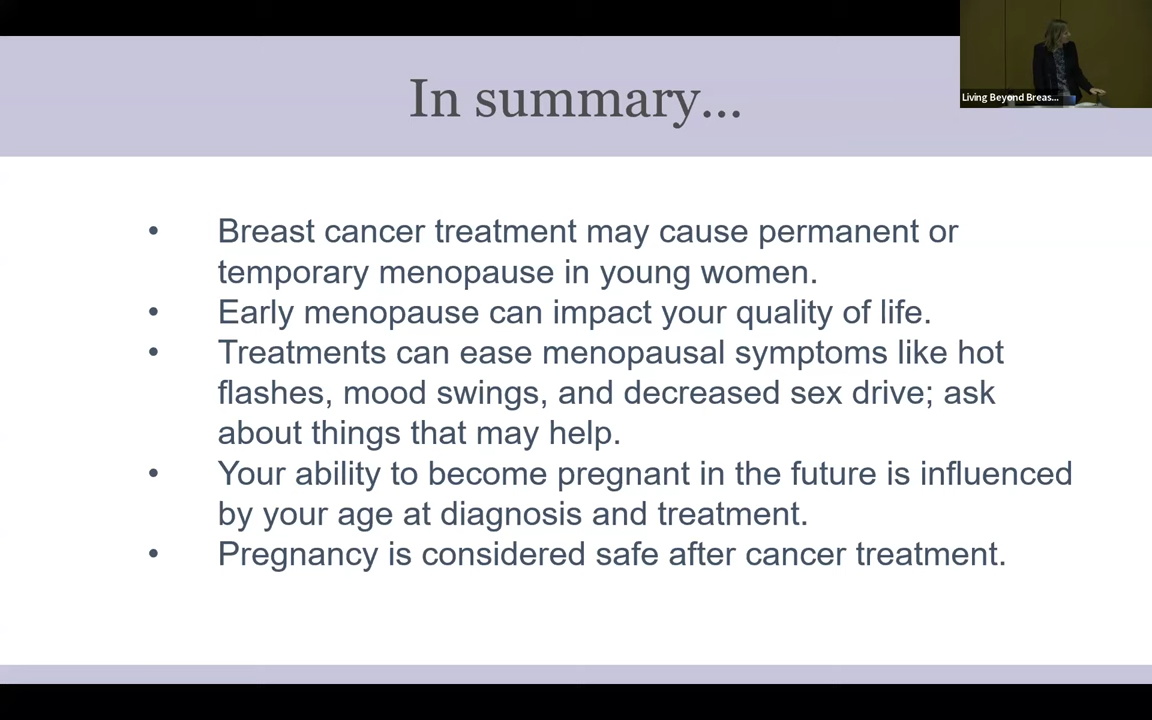 In summary...
Living Beyond Breas...
• Breast cancer treatment may cause permanent or
temporary menopause in young women.
• Early menopause can impact your quality of life.
• Treatments can ease menopausal symptoms like hot
flashes, mood swings, and decreased sex drive; ask
about things that may help.
• Your ability to become pregnant in the future is influenced
by your age at diagnosis and treatment.
• Pregnancy is considered safe after cancer treatment.